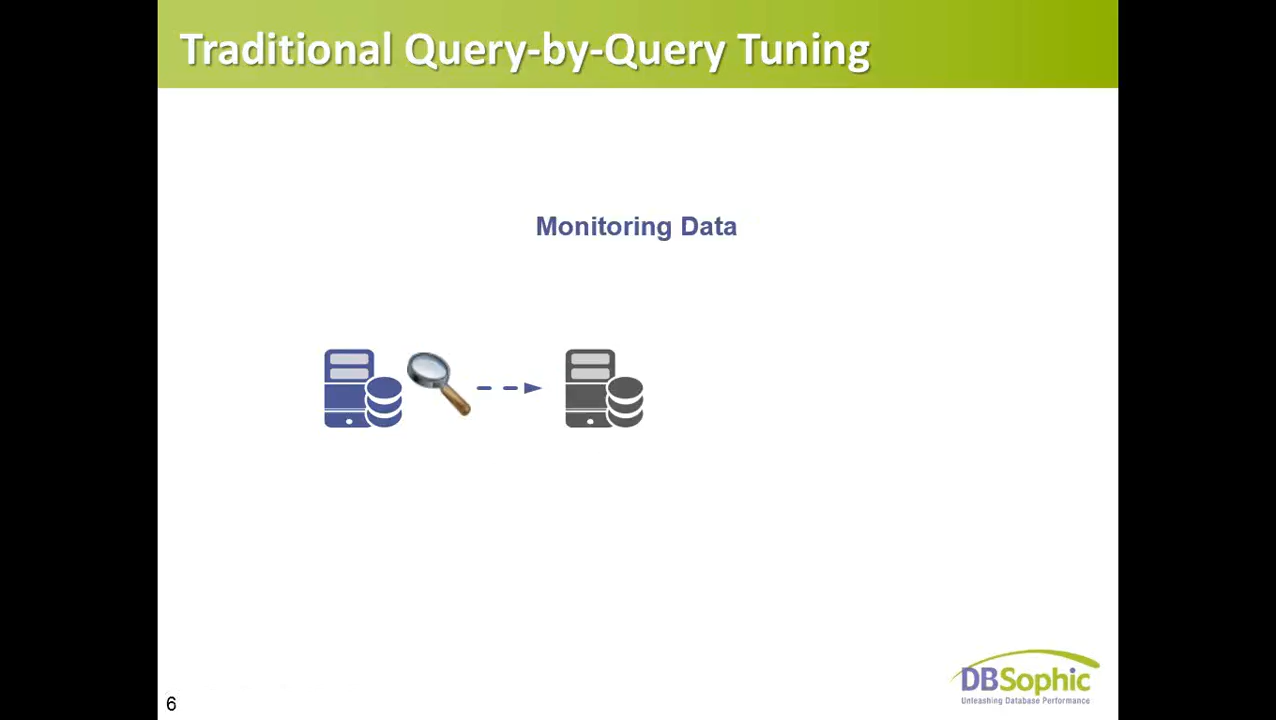 Traditional Query-by-Query Tuning
Monitoring Data
DBSophic
Unleashing Database Performance
6